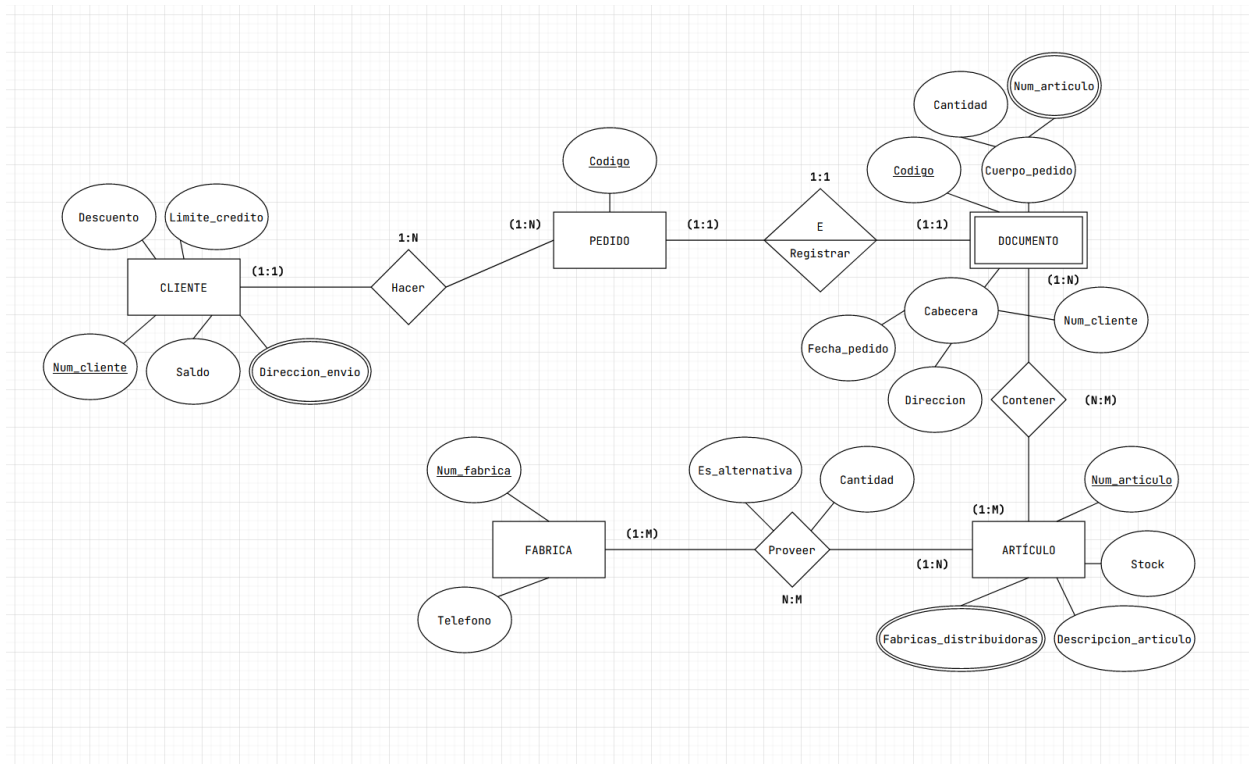 Num_articulo
Cantidad
Codigo
Codigo
Cuerpo_pedido
1:1
Descuento
Limite_credito
(1:N)
(1:1)
(1:1)
E
Registrar
PEDIDO
DOCUMENTO
1:N
(1:1)
(1:N)
CLIENTE
Hacer
Cabecera
Num_cliente
Fecha_pedido
Num_cliente
Saldo
Direccion_envio
Direccion
Contener
(N:M)
Num_fabrica
Es_alternativa
Cantidad
Num_articulo
(1:M)
(1:M)
FABRICA
Proveer
ARTÍCULO
(1:N)
Stock
N:M
Telefono
Fabricas_distribuidoras
Descripcion_articulo